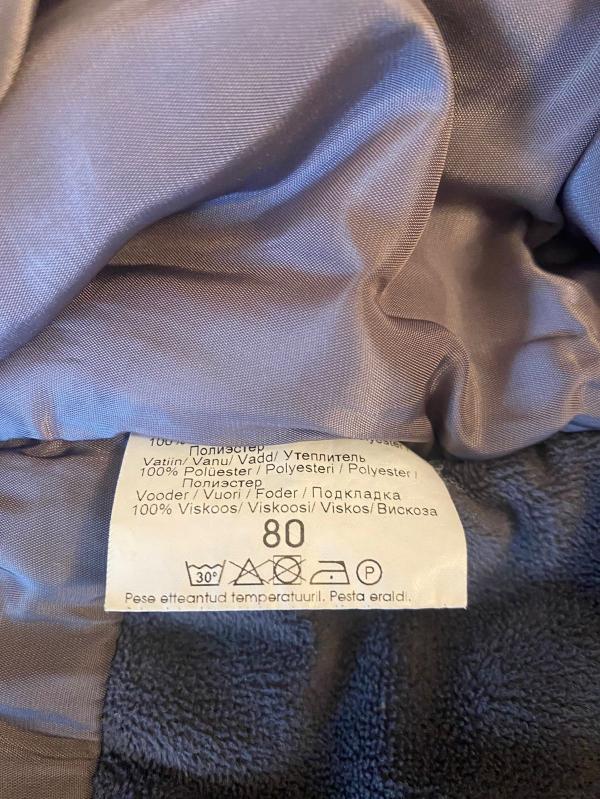 100%
Полиэстер
Vatiin/ Vanu/ Vadd/ Утеплитель
100% Polüester / Polyesteri / Polyester /
Полиэстер
Vooder / Vuori / Foder / Подкладка
100% Viskoos/ Viskoosi/ Viskos/ Вискоза
80
30° P
Pese etteantud temperatuuril. Pesta eraldi.